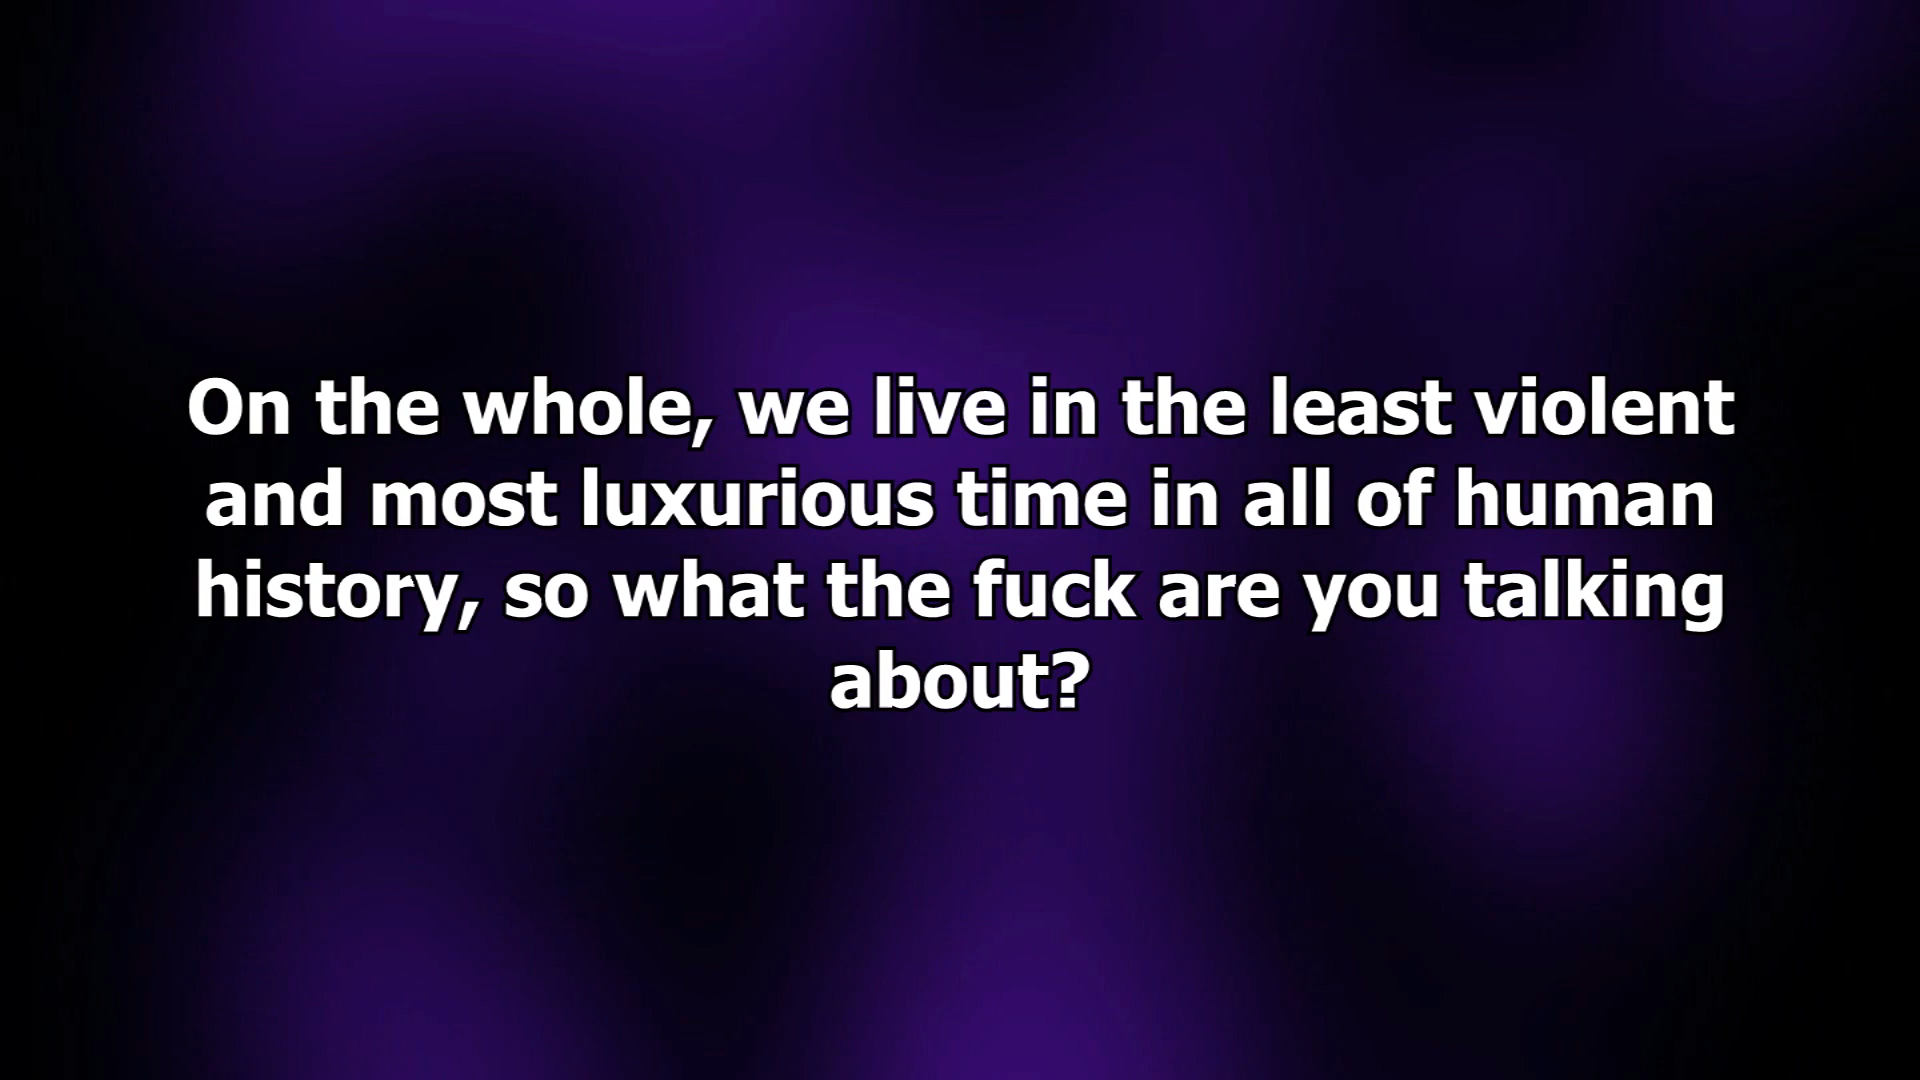 On the whole, we live in the least violent
and most luxurious time in all of human
history, so what the fuck are you talking
about?